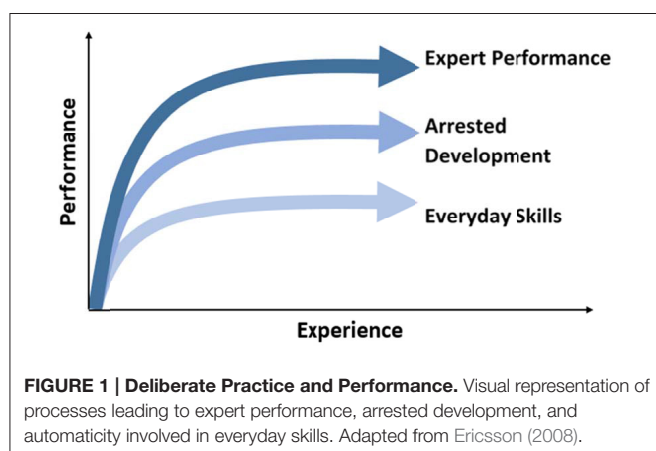 Expert Performance
Arrested
Development
Everyday Skills
Performance
Experience
FIGURE 1 | Deliberate Practice and Performance. Visual representation of
processes leading to expert performance, arrested development, and
automaticity involved in everyday skills. Adapted from Ericsson (2008).